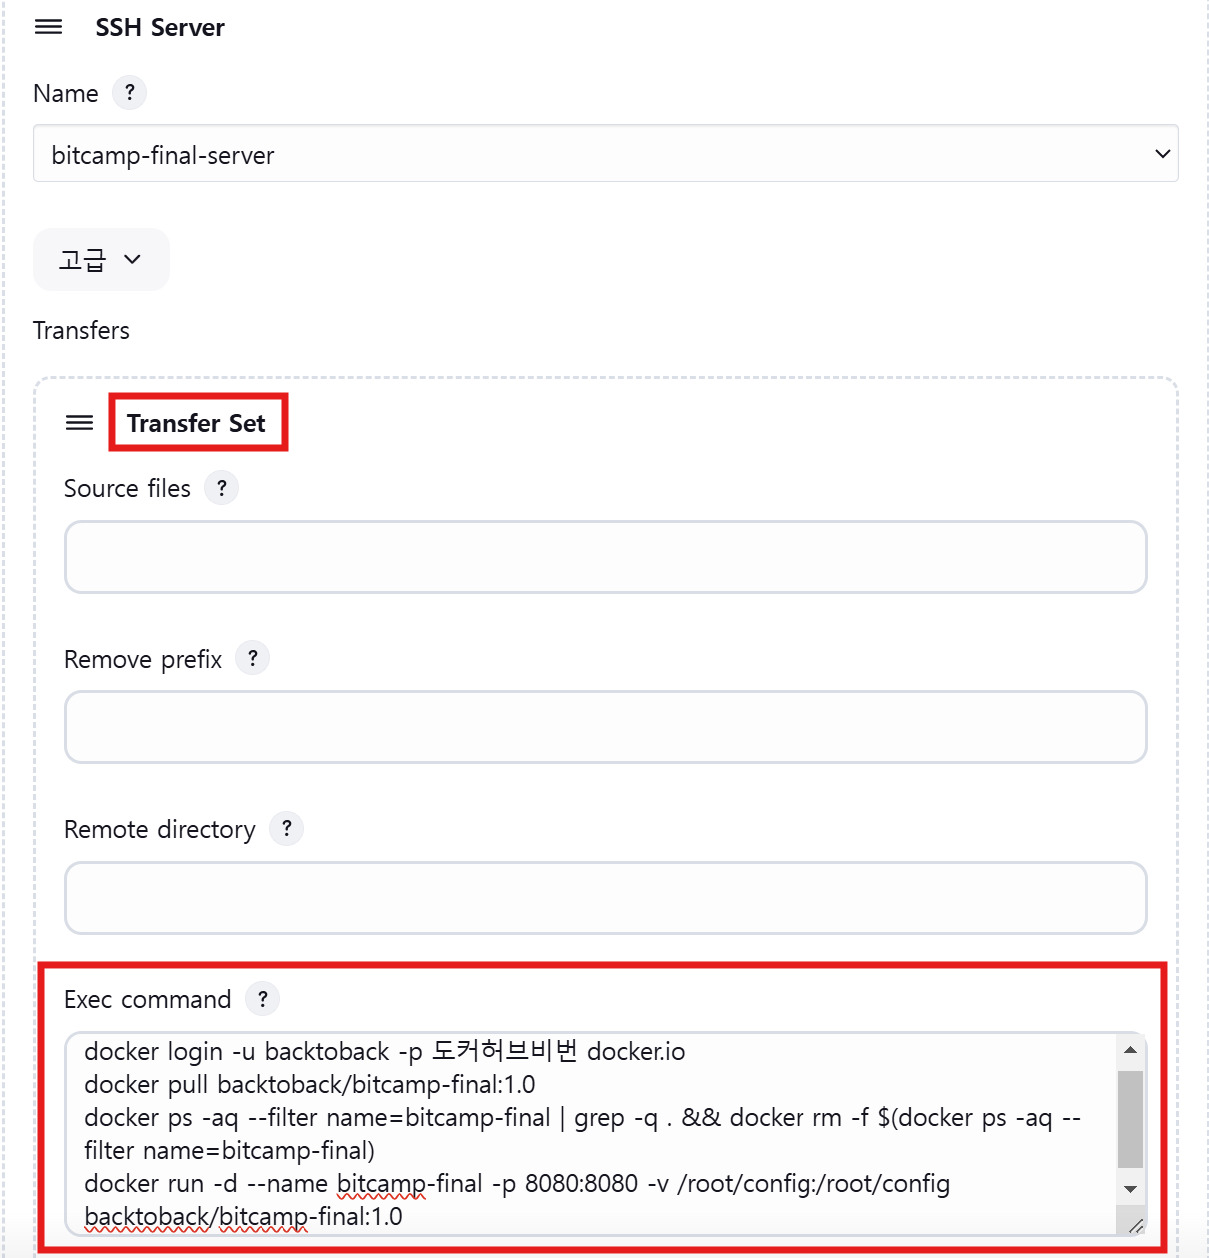 SSH Server
Name ?
bitcamp-final-server
고급
Transfers
Transfer Set
Source files ?
Remove prefix ?
Remote directory ?
Exec command ?
docker login -u backtoback -p 도커허브비번 docker.io
docker pull backtoback/bitcamp-final:1.0
docker ps -aq --filter name=bitcamp-final | grep -q . && docker rm -f $(docker ps -aq --
filter name=bitcamp-final)
docker run -d --name bitcamp-final -p 8080:8080 -v /root/config:/root/config
backtoback/bitcamp-final:1.0